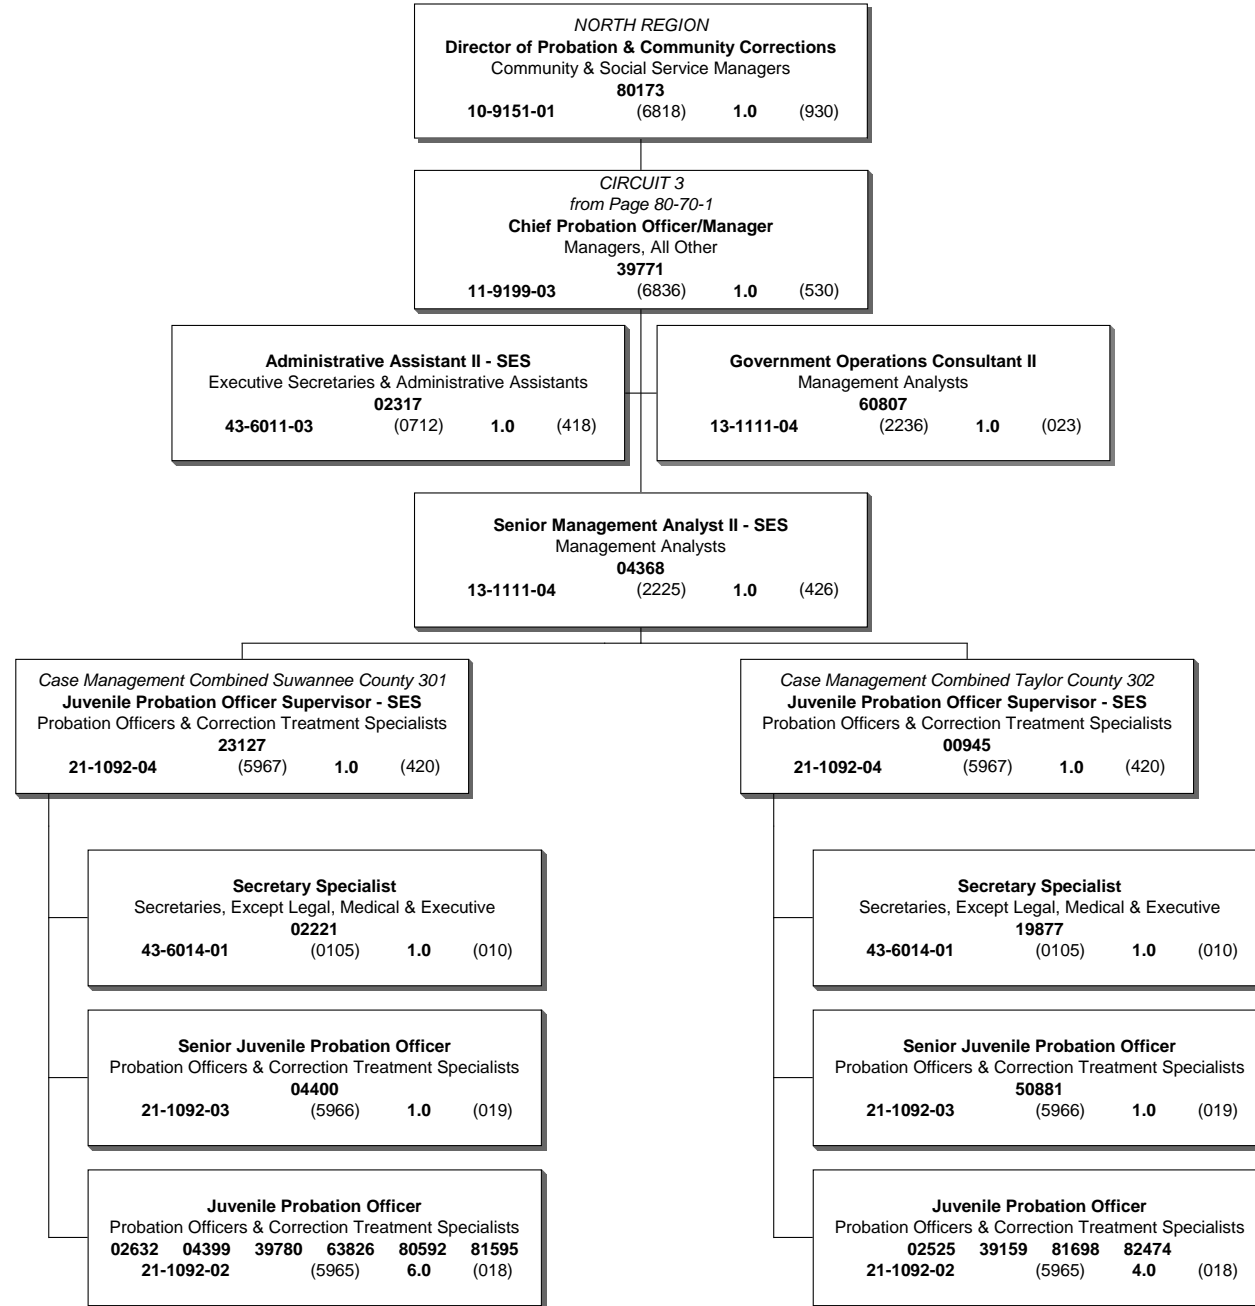 NORTH REGION
Director of Probation & Community Corrections
Community & Social Service Managers
80173
10-9151-01 (6818) 1.0 (930)
CIRCUIT 3
from Page 80-70-1
Chief Probation Officer/Manager
Managers, All Other
39771
11-9199-03 (6836) 1.0 (530)
Administrative Assistant II - SES
Executive Secretaries & Administrative Assistants
02317
43-6011-03 (0712) 1.0 (418)
Government Operations Consultant II
Management Analysts
60807
13-1111-04 (2236) 1.0 (023)
Senior Management Analyst II - SES
Management Analysts
04368
13-1111-04 (2225) 1.0 (426)
Case Management Combined Suwannee County 301
Juvenile Probation Officer Supervisor - SES
Probation Officers & Correction Treatment Specialists
23127
21-1092-04 (5967) 1.0 (420)
Secretary Specialist
Secretaries, Except Legal, Medical & Executive
02221
43-6014-01 (0105) 1.0 (010)
Senior Juvenile Probation Officer
Probation Officers & Correction Treatment Specialists
04400
21-1092-03 (5966) 1.0 (019)
Juvenile Probation Officer
Probation Officers & Correction Treatment Specialists
02632 04399 39780 63826 80592 81595
21-1092-02 (5965) 6.0 (018)
Case Management Combined Taylor County 302
Juvenile Probation Officer Supervisor - SES
Probation Officers & Correction Treatment Specialists
00945
21-1092-04 (5967) 1.0 (420)
Secretary Specialist
Secretaries, Except Legal, Medical & Executive
19877
43-6014-01 (0105) 1.0 (010)
Senior Juvenile Probation Officer
Probation Officers & Correction Treatment Specialists
50881
21-1092-03 (5966) 1.0 (019)
Juvenile Probation Officer
Probation Officers & Correction Treatment Specialists
02525 39159 81698 82474
21-1092-02 (5965) 4.0 (018)